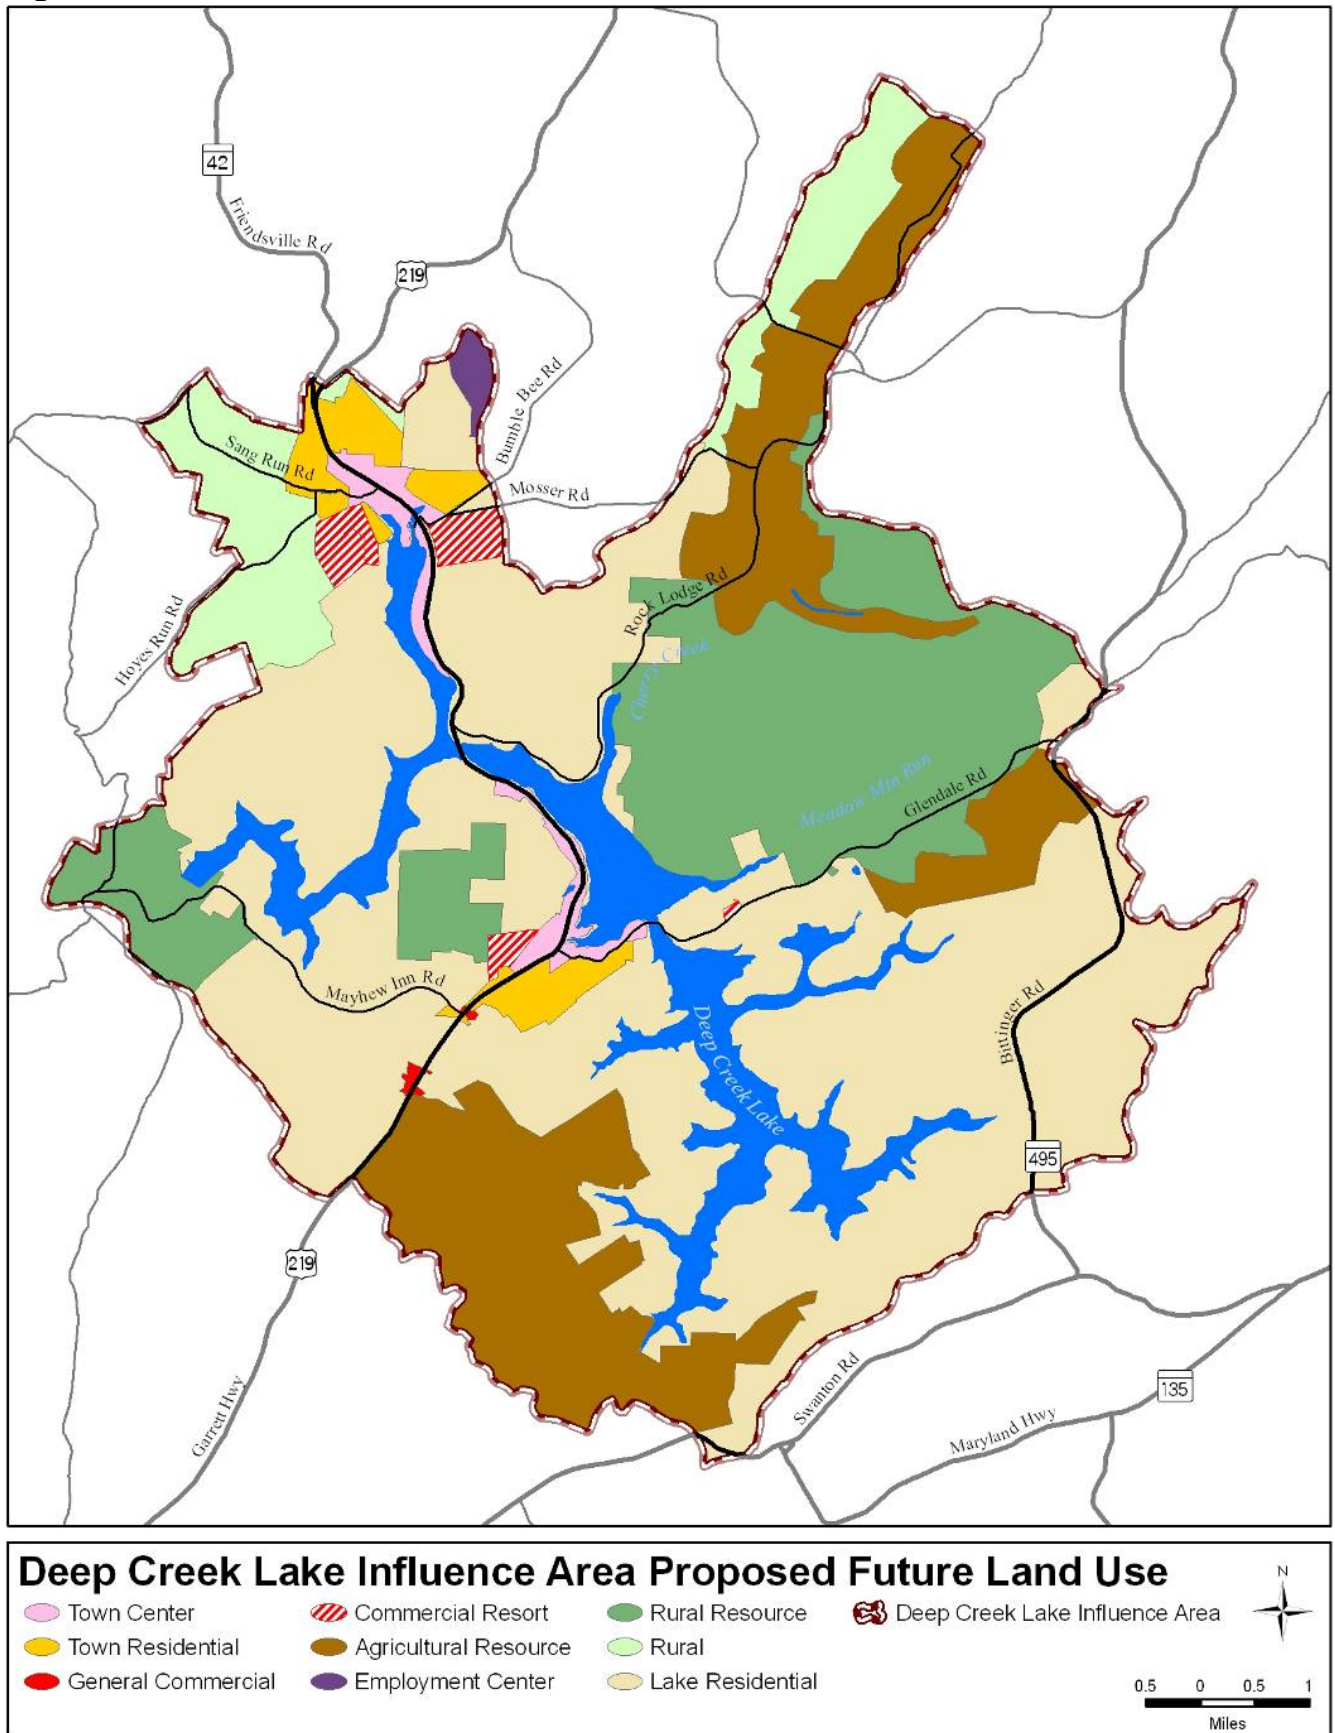 42
Friendsville Rd
219
Bumble Bee Rd
Sang Run Rd
Mosser Rd
Rock Lodge Rd
Hoyes Run Rd
Cherry Creek
Meadow Mtn Run
Glendale Rd
Mayhew Inn Rd
Deep Creek Lake
Bittinger Rd
495
219
Garrett Hwy
Swanton Rd
135
Maryland Hwy
Deep Creek Lake Influence Area Proposed Future Land Use
N
Town Center
Commercial Resort
Rural Resource
Deep Creek Lake Influence Area
Town Residential
Agricultural Resource
Rural
General Commercial
Employment Center
Lake Residential
0.5 0 0.5 1
Miles